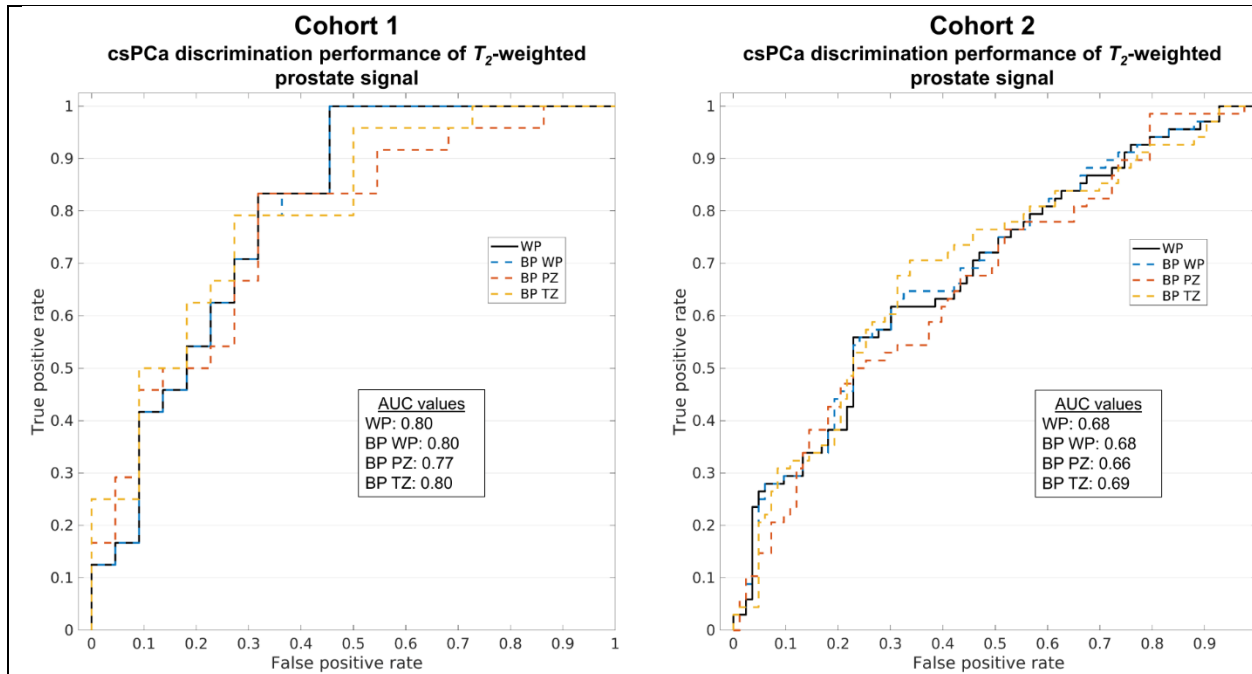 Cohort 1
csPCa discrimination performance of T2-weighted
prostate signal
1
0.9
0.8
0.7
0.6
0.5
0.4
0.3
0.2
0.1
0
True positive rate
WP
BP WP
BP PZ
BP TZ
AUC values
WP: 0.80
BP WP: 0.80
BP PZ: 0.77
BP TZ: 0.80
0 0.1 0.2 0.3 0.4 0.5 0.6 0.7 0.8 0.9 1
False positive rate
Cohort 2
csPCa discrimination performance of T2-weighted
prostate signal
1
0.9
0.8
0.7
0.6
0.5
0.4
0.3
0.2
0.1
0
True positive rate
WP
BP WP
BP PZ
BP TZ
AUC values
WP: 0.68
BP WP: 0.68
BP PZ: 0.66
BP TZ: 0.69
0 0.1 0.2 0.3 0.4 0.5 0.6 0.7 0.8 0.9
False positive rate